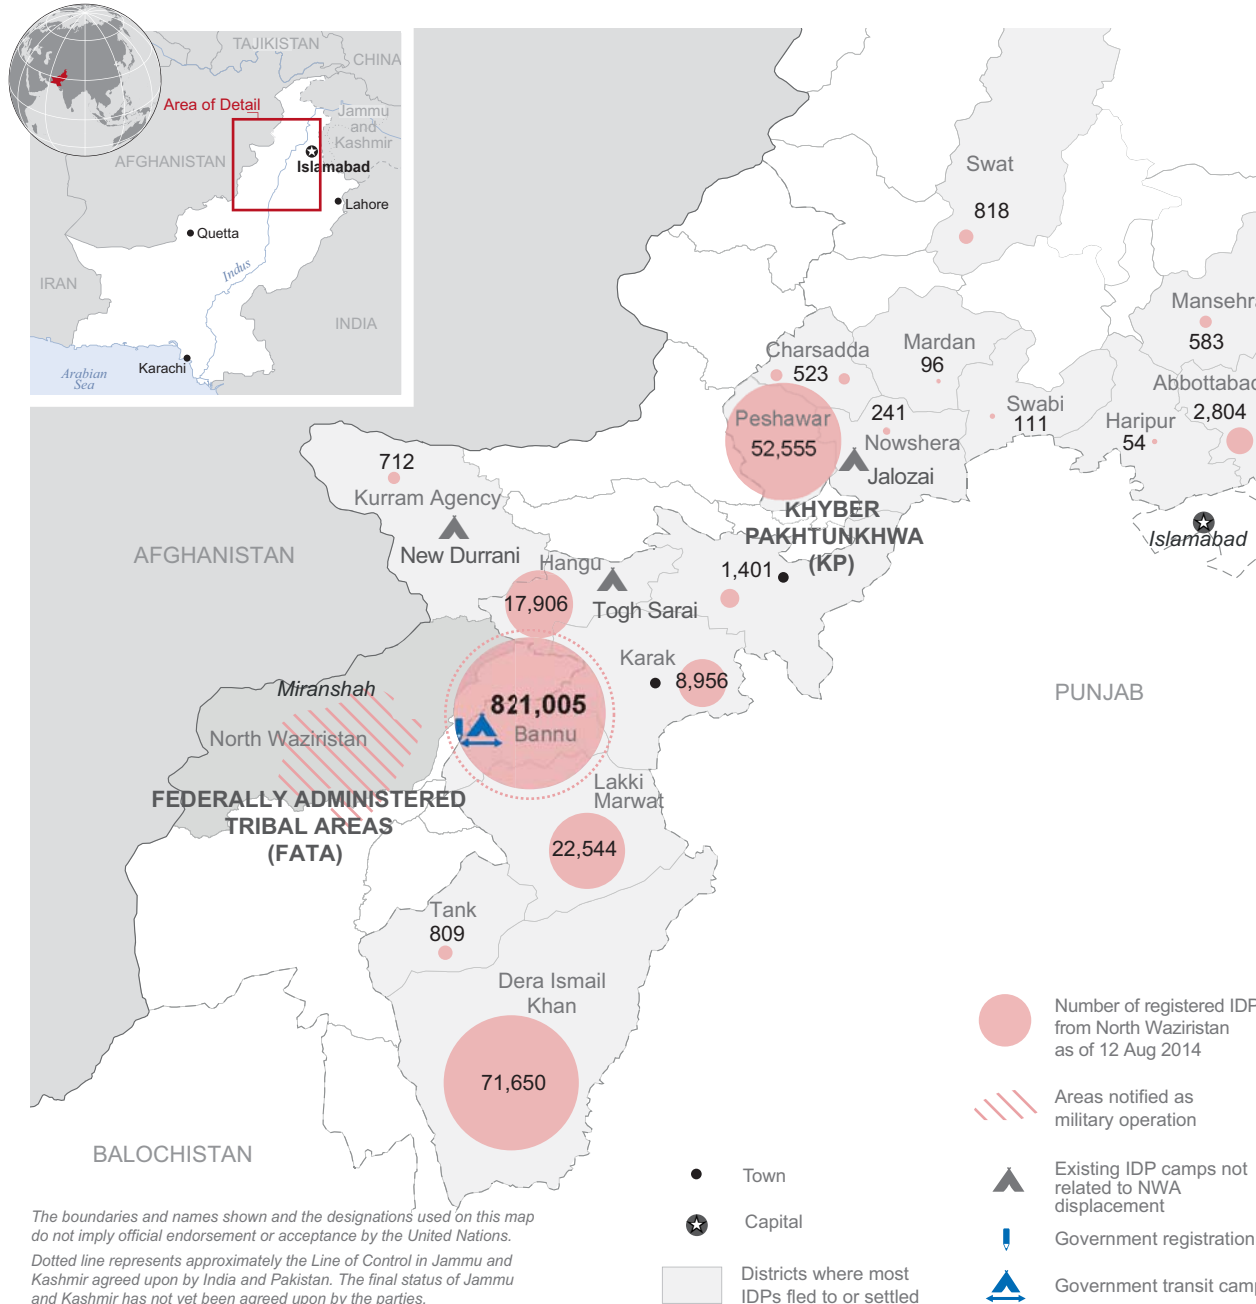 TAJIKISTAN
CHINA
Area of Detail
Jammu
and
Kashmir
AFGHANISTAN
Islamabad
Lahore
Quetta
Indus
IRAN
INDIA
Karachi
Arabian
Sea
Swat
818
Mansehra
583
Charsadda
523
Mardan
96
Abbottabad
2,804
Peshawar
52,555
241
Nowshera
Swabi
111
Haripur
54
Jalozai
712
Kurram Agency
New Durrani
KHYBER
PAKHTUNKHWA
(KP)
Islamabad
AFGHANISTAN
Hangu
17,906
Togh Sarai
1,401
Karak
8,956
Miranshah
821,005
Bannu
PUNJAB
North Waziristan
Lakki
Marwat
FEDERALLY ADMINISTERED
TRIBAL AREAS
(FATA)
22,544
Tank
809
Dera Ismail
Khan
71,650
BALOCHISTAN
Number of registered IDP
from North Waziristan
as of 12 Aug 2014
Areas notified as
military operation
Existing IDP camps not
related to NWA
displacement
Government registration
Government transit camp
Town
Capital
Districts where most
IDPs fled to or settled
The boundaries and names shown and the designations used on this map
do not imply official endorsement or acceptance by the United Nations.
Dotted line represents approximately the Line of Control in Jammu and
Kashmir agreed upon by India and Pakistan. The final status of Jammu
and Kashmir has not yet been agreed upon by the parties.